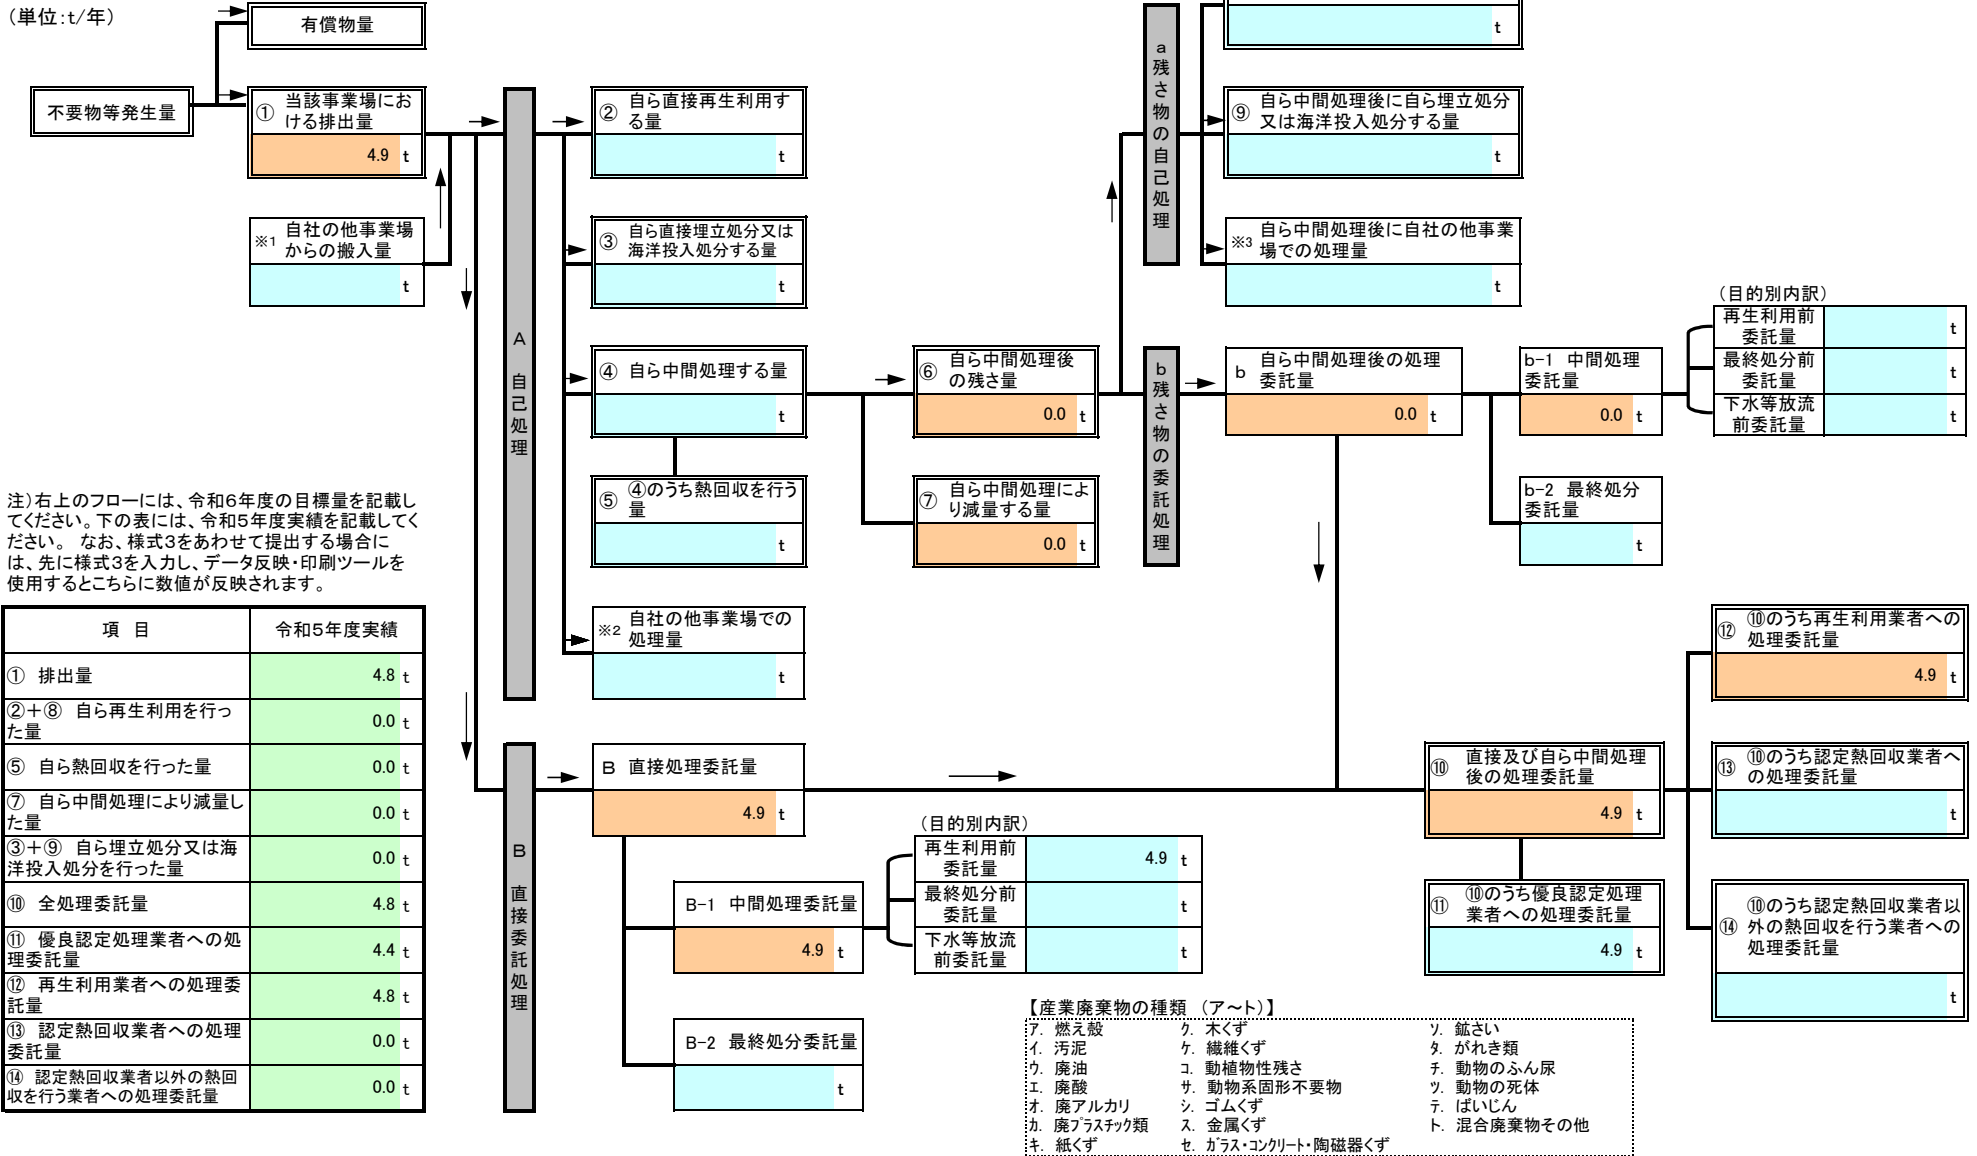 (単位:t/年)
有償物量
不要物等発生量
① 当該事業場にお
ける排出量
4.9 t
※1 自社の他事業場
からの搬入量
t
A 自己処理
② 自ら直接再生利用す
る量
t
③ 自ら直接埋立処分又は
海洋投入処分する量
t
④ 自ら中間処理する量
t
⑤ ④のうち熱回収を行う
量
t
※2 自社の他事業場での
処理量
t
⑥ 自ら中間処理後
の残さ量
0.0 t
⑦ 自ら中間処理によ
り減量する量
0.0 t
a残さ物の自己処理
t
⑨ 自ら中間処理後に自ら埋立処分
又は海洋投入処分する量
t
※3 自ら中間処理後に自社の他事業
場での処理量
t
b残さ物の委託処理
b 自ら中間処理後の処理
委託量
0.0 t
b-1 中間処理
委託量
0.0 t
(目的別内訳)
再生利用前
委託量
t
最終処分前
委託量
t
下水等放流
前委託量
t
b-2 最終処分
委託量
t
注)右上のフローには、令和6年度の目標量を記載し
てください。下の表には、令和5年度実績を記載してく
ださい。 なお、様式3をあわせて提出する場合に
は、先に様式3を入力し、データ反映・印刷ツールを
使用するとこちらに数値が反映されます。
項 目 令和5年度実績
① 排出量 4.8 t
②+⑧ 自ら再生利用を行っ
た量 0.0 t
⑤ 自ら熱回収を行った量 0.0 t
⑦ 自ら中間処理により減量し
た量 0.0 t
③+⑨ 自ら埋立処分又は海
洋投入処分を行った量 0.0 t
⑩ 全処理委託量 4.8 t
⑪ 優良認定処理業者への処
理委託量 4.4 t
⑫ 再生利用業者への処理委
託量 4.8 t
⑬ 認定熱回収業者への処理
委託量 0.0 t
⑭ 認定熱回収業者以外の熱回
収を行う業者への処理委託量 0.0 t
B 直接委託処理
B 直接処理委託量
4.9 t
B-1 中間処理委託量
4.9 t
(目的別内訳)
再生利用前
委託量
4.9 t
最終処分前
委託量
t
下水等放流
前委託量
t
B-2 最終処分委託量
t
⑩ 直接及び自ら中間処理
後の処理委託量
4.9 t
⑪ ⑩のうち優良認定処理
業者への処理委託量
4.9 t
⑫ ⑩のうち再生利用業者への
処理委託量
4.9 t
⑬ ⑩のうち認定熱回収業者へ
の処理委託量
t
⑭ ⑩のうち認定熱回収業者以
外の熱回収を行う業者への
処理委託量
t
【産業廃棄物の種類 (ア~ト)】
ア. 燃え殻 ク. 木くず ソ. 鉱さい
イ. 汚泥 ケ. 繊維くず タ. がれき類
ウ. 廃油 コ. 動植物性残さ チ. 動物のふん尿
エ. 廃酸 サ. 動物系固形不要物 ツ. 動物の死体
オ. 廃アルカリ シ. ゴムくず テ. ばいじん
カ. 廃プラスチック類 ス. 金属くず ト. 混合廃棄物その他
キ. 紙くず セ. ガラス・コンクリート・陶磁器くず